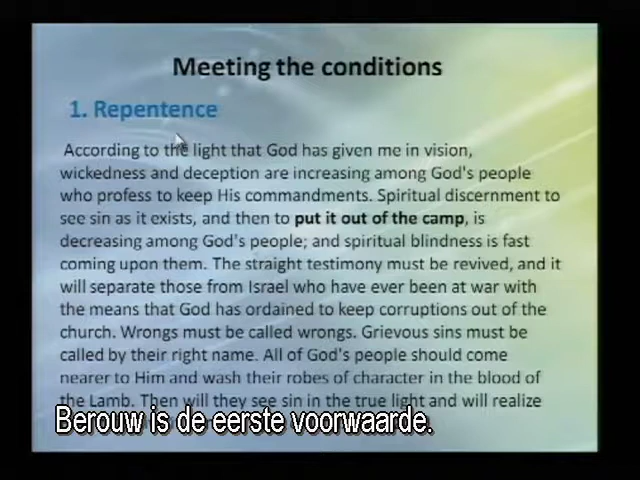 Meeting the conditions
1. Repentence
According to the light that God has given me in vision,
wickedness and deception are increasing among God's people
who profess to keep His commandments. Spiritual discernment to
see sin as it exists, and then to put it out of the camp, is
decreasing among God's people; and spiritual blindness is fast
coming upon them. The straight testimony must be revived, and it
will separate those from Israel who have ever been at war with
the means that God has ordained to keep corruptions out of the
church. Wrongs must be called wrongs. Grievous sins must be
called by their right name. All of God's people should come
nearer to Him and wash their robes of character in the blood of
the Lamb. Then will they see sin in the true light and will realize
Berouw is de eerste voorwaarde.